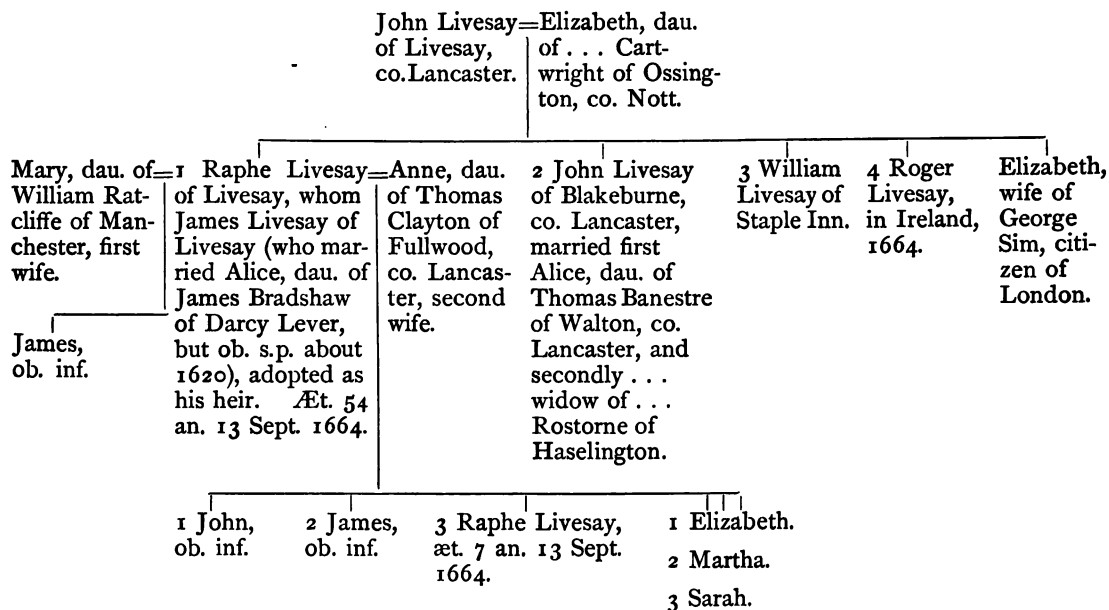 John Livesay=Elizabeth, dau.
of Livesay, of . . . Cart-
co.Lancaster. wright of Ossing-
ton, co. Nott.
Mary, dau. of=
William Rat-
cliffe of Man-
chester, first
wife.
1 Raphe Livesay=
of Livesay, whom
James Livesay of
Livesay (who mar-
ried Alice, dau. of
James Bradshaw
of Darcy Lever,
but ob. s.p. about
1620), adopted as
his heir. Æt. 54
an. 13 Sept. 1664.
Anne, dau.
of Thomas
Clayton of
Fullwood,
co. Lancas-
ter, second
wife.
2 John Livesay
of Blakeburne,
co. Lancaster,
married first
Alice, dau. of
Thomas Banestre
of Walton, co.
Lancaster, and
secondly . . .
widow of . . .
Rostorne of
Haselington.
3 William
Livesay of
Staple Inn.
4 Roger
Livesay,
in Ireland,
1664.
Elizabeth,
wife of
George
Sim, citi-
zen of
London.
James,
ob. inf.
1 John,
ob. inf.
2 James,
ob. inf.
3 Raphe Livesay,
æt. 7 an. 13 Sept.
1664.
1 Elizabeth.
2 Martha.
3 Sarah.